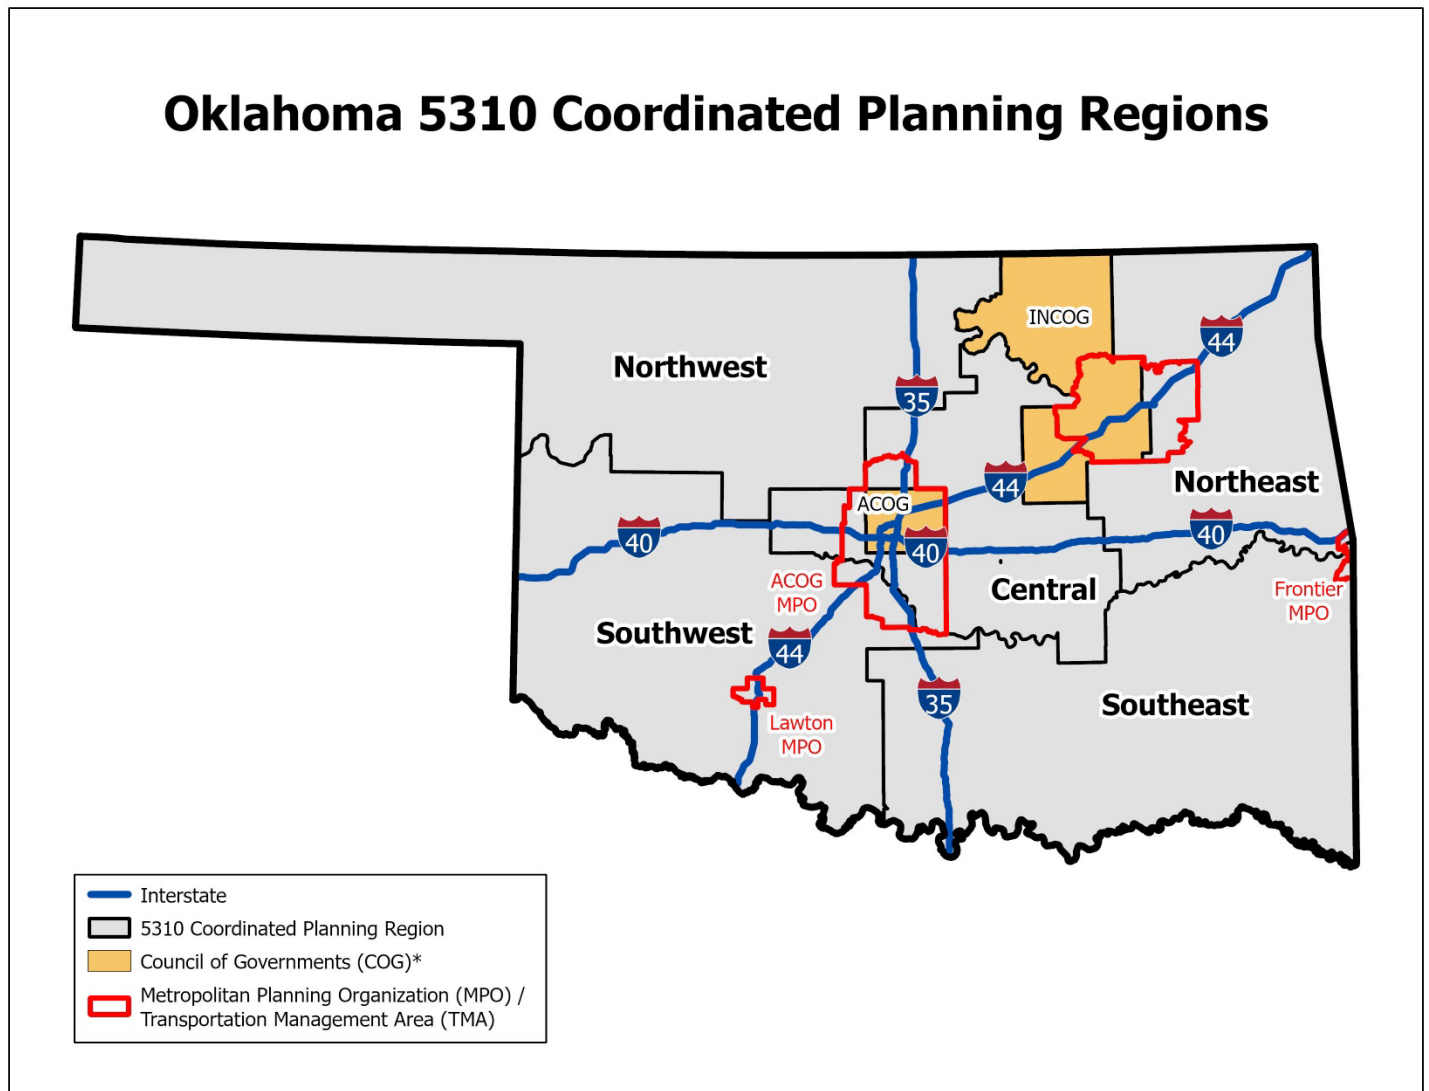 Oklahoma 5310 Coordinated Planning Regions
INCOG
44
Northwest
35
44
Northeast
ACOG
40
40
40
ACOG
MPO
Central
Frontier
MPO
Southwest
44
35
Southeast
Lawton
MPO
Interstate
5310 Coordinated Planning Region
Council of Governments (COG)*
Metropolitan Planning Organization (MPO) /
Transportation Management Area (TMA)